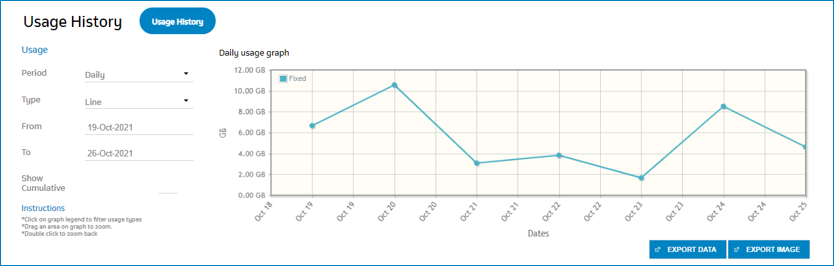 Usage History
Usage History
Usage
Period Daily
Type Line
From 19-Oct-2021
To 26-Oct-2021
Show
Cumulative
Instructions
*Click on graph legend to filter usage types
*Drag an area on graph to zoom.
*Double click to zoom back
Daily usage graph
12.00 GB
10.00 GB
8.00 GB
6.00 GB
4.00 GB
2.00 GB
0.00 GB
GB
Fixed
Oct 18 Oct 19 Oct 19 Oct 20 Oct 20 Oct 21 Oct 21 Oct 22 Oct 22 Oct 23 Oct 23 Oct 24 Oct 24 Oct 25
Dates
EXPORT DATA EXPORT IMAGE